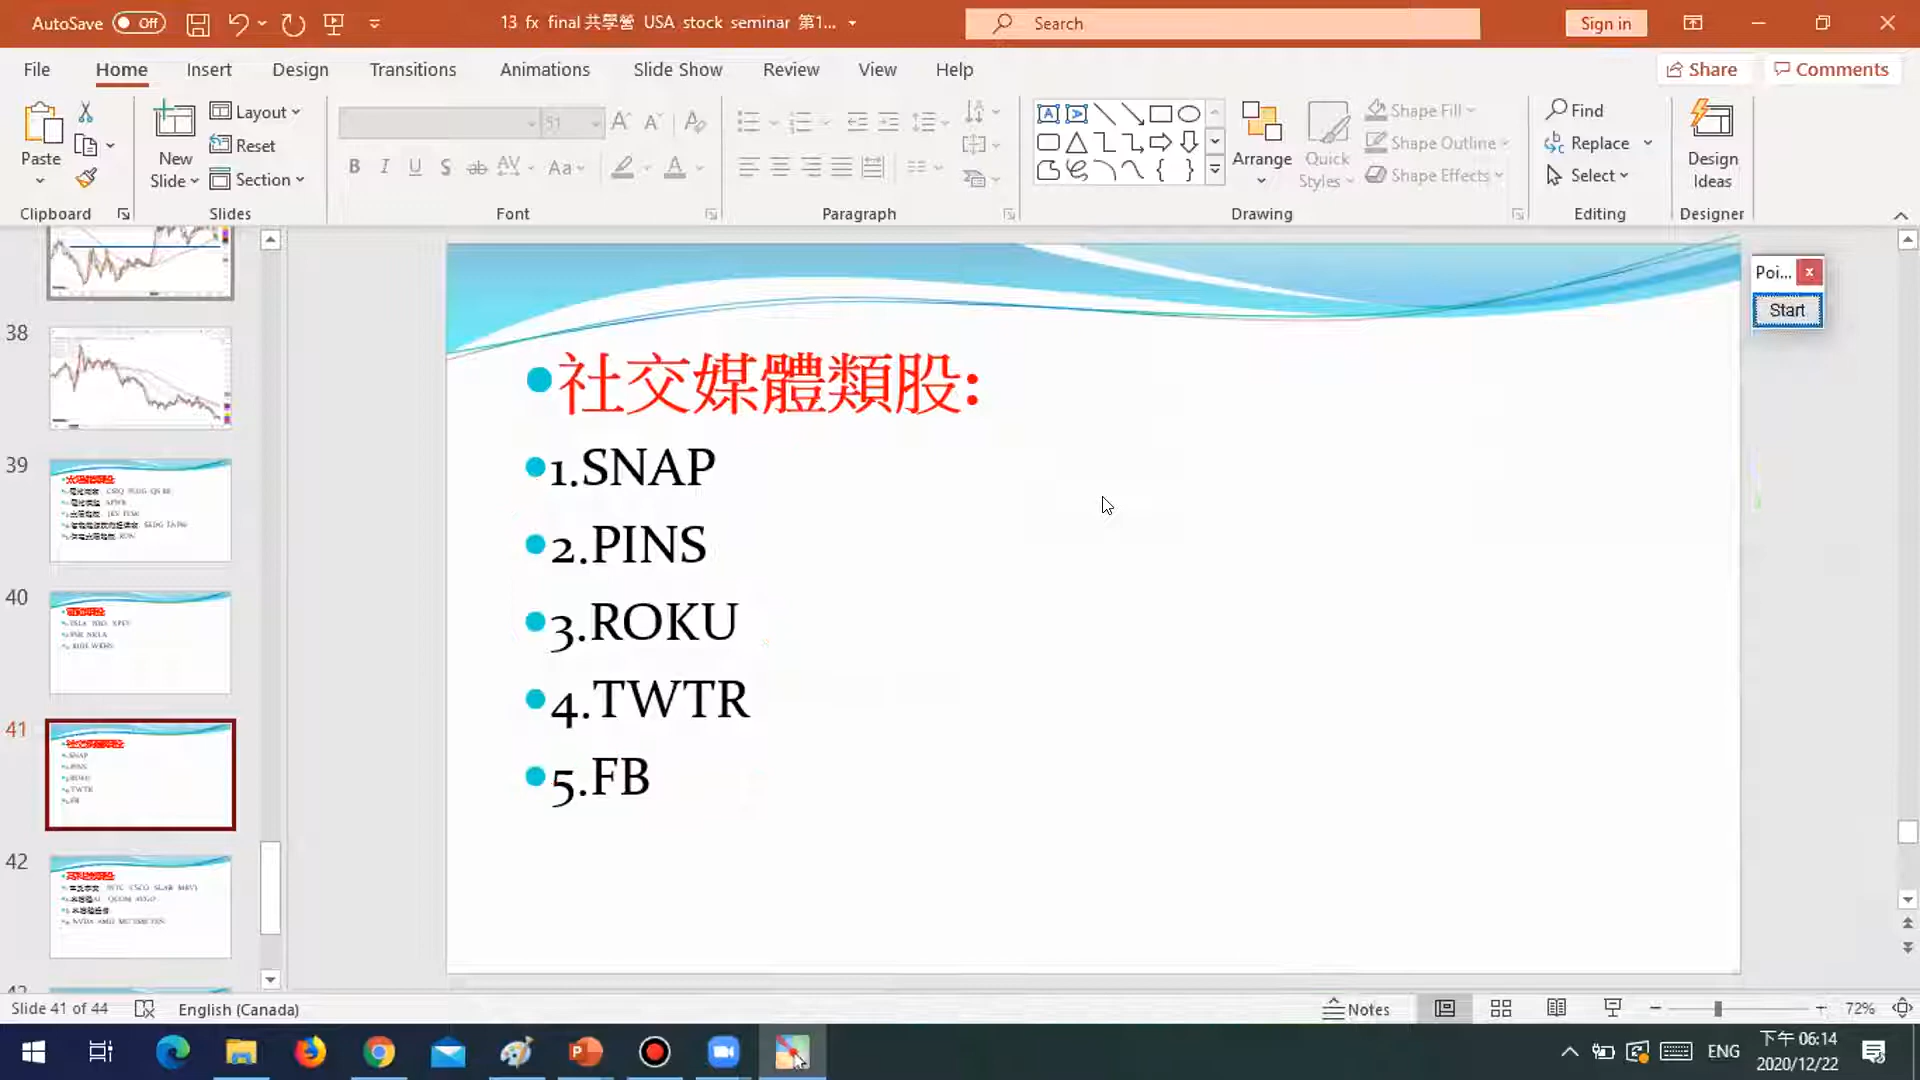 AutoSave Off
13 fx final 共學營 USA stock seminar 第1...
Search
Sign in
File Home Insert Design Transitions Animations Slide Show Review View Help
Share Comments
Paste
New Slide
Layout
Reset
Section
51
B I U S ab AV Aa A
Arrange
Quick Styles
Shape Fill
Shape Outline
Shape Effects
Find
Replace
Select
Design Ideas
Clipboard Slides Font Paragraph Drawing Editing Designer
38
39
40
41
42
Poi... x
Start
社交媒體類股:
1.SNAP
2.PINS
3.ROKU
4.TWTR
5.FB
Slide 41 of 44 English (Canada)
Notes
72%
ENG
下午 06:14
2020/12/22